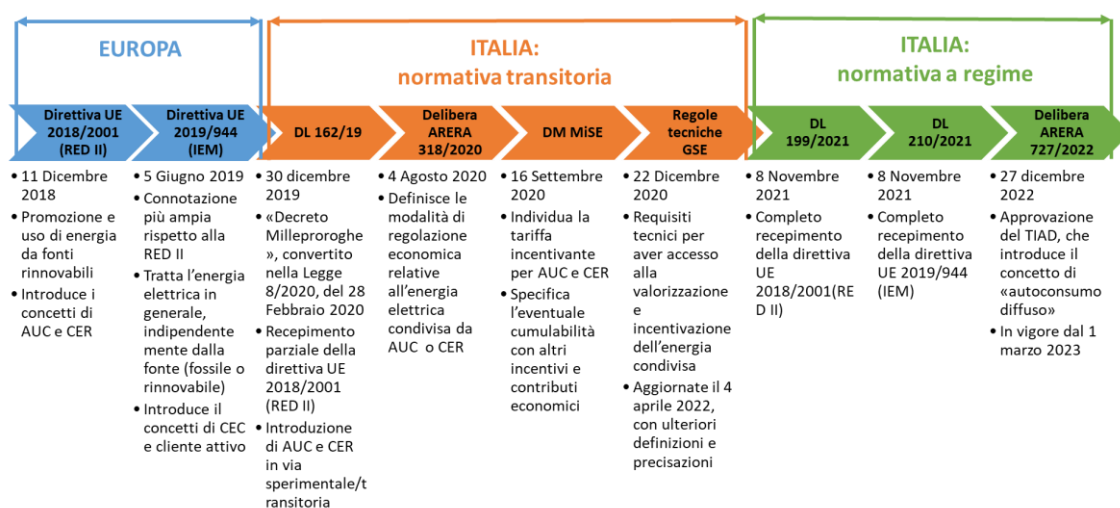 EUROPA
ITALIA:
normativa transitoria
ITALIA:
normativa a regime
Direttiva UE
2018/2001
(RED II)
Direttiva UE
2019/944
(IEM)
DL 162/19
Delibera
ARERA
318/2020
DM MiSE
Regole
tecniche
GSE
DL
199/2021
DL
210/2021
Delibera
ARERA
727/2022
• 11 Dicembre
2018
• Promozione e
uso di energia
da fonti
rinnovabili
• Introduce i
concetti di
AUC e CER
• 5 Giugno 2019
• Connotazione
più ampia
rispetto alla
RED II
• Tratta l’energia
elettrica in
generale,
indipendente
mente dalla
fonte (fossile o
rinnovabile)
• Introduce il
concetti di CEC
e cliente attivo
• 30 dicembre
2019
• «Decreto
Milleproroghe
», convertito
nella Legge
8/2020, del 28
Febbraio 2020
• Recepimento
parziale della
direttiva UE
2018/2001
(RED II)
• Introduzione
di AUC e CER
in via
sperimentale/t
ransitoria
• 4 Agosto 2020
• Definisce le
modalità di
regolazione
economica
relative
all’energia
elettrica
condivisa da
AUC o CER
• 16 Settembre
2020
• Individua la
tariffa
incentivante
per AUC e CER
• Specifica
l’eventuale
cumulabilità
con altri
incentivi e
contributi
economici
• 22 Dicembre
2020
• Requisiti
tecnici per
aver accesso
alla
valorizzazione
e
incentivazione
dell’energia
condivisa
• Aggiornate il 4
aprile 2022,
con ulteriori
definizioni e
precisazioni
• 8 Novembre
2021
• Completo
recepimento
della direttiva
UE
2018/2001(RE
D II)
• 8 Novembre
2021
• Completo
recepimento
della direttiva
UE 2019/944
(IEM)
• 27 dicembre
2022
• Approvazione
del TIAD, che
introduce il
concetto di
«autoconsumo
diffuso»
• In vigore dal 1
marzo 2023